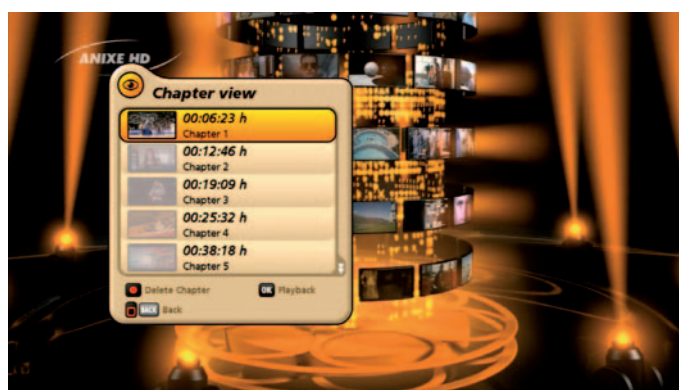 ANIXE HD
Chapter view
00:06:23 h
Chapter 1
00:12:46 h
Chapter 2
00:19:09 h
Chapter 3
00:25:32 h
Chapter 4
00:38:18 h
Chapter 5
Delete Chapter OK Playback
BACK Back